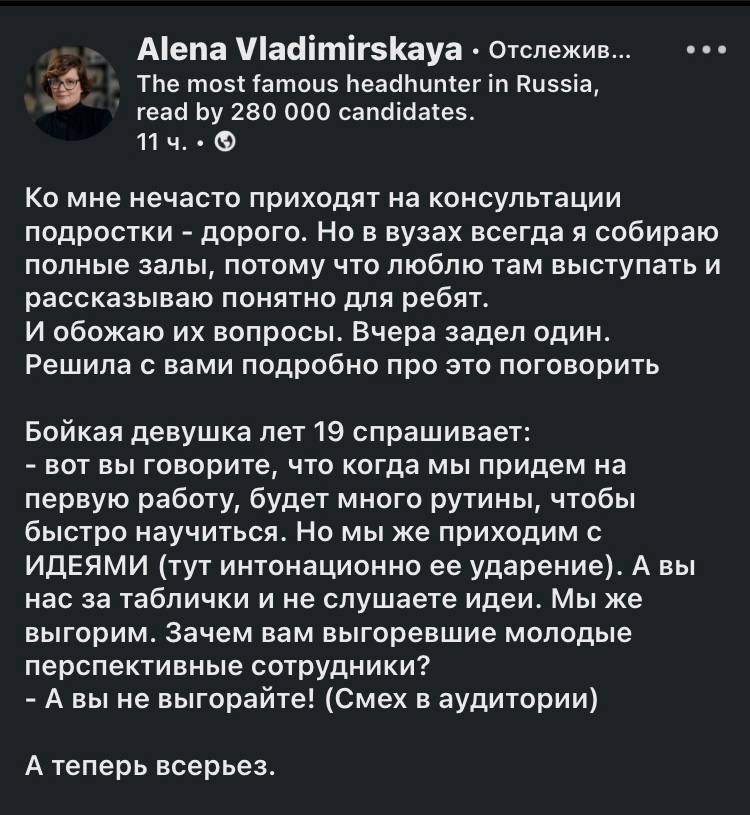 Alena Vladimirskaya • Отслежив...
The most famous headhunter in Russia,
read by 280 000 candidates.
11 ч. •
Ко мне нечасто приходят на консультации
подростки - дорого. Но в вузах всегда я собираю
полные залы, потому что люблю там выступать и
рассказываю понятно для ребят.
И обожаю их вопросы. Вчера задел один.
Решила с вами подробно про это поговорить
Бойкая девушка лет 19 спрашивает:
- вот вы говорите, что когда мы придем на
первую работу, будет много рутины, чтобы
быстро научиться. Но мы же приходим с
ИДЕЯМИ (тут интонационно ее ударение). А вы
нас за таблички и не слушаете идеи. Мы же
выгорим. Зачем вам выгоревшие молодые
перспективные сотрудники?
- А вы не выгорайте! (Смех в аудитории)
А теперь всерьез.